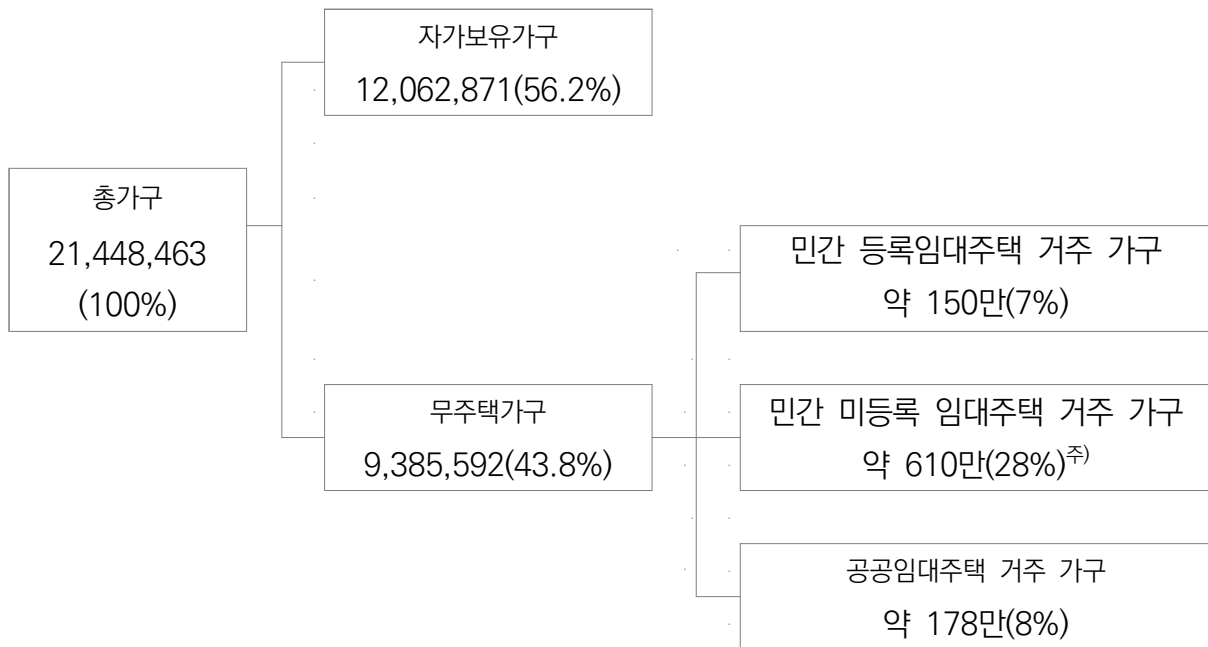 자가보유가구
12,062,871(56.2%)
총가구
21,448,463
(100%)
무주택가구
9,385,592(43.8%)
민간 등록임대주택 거주 가구
약 150만(7%)
민간 미등록 임대주택 거주 가구
약 610만(28%)주)
공공임대주택 거주 가구
약 178만(8%)